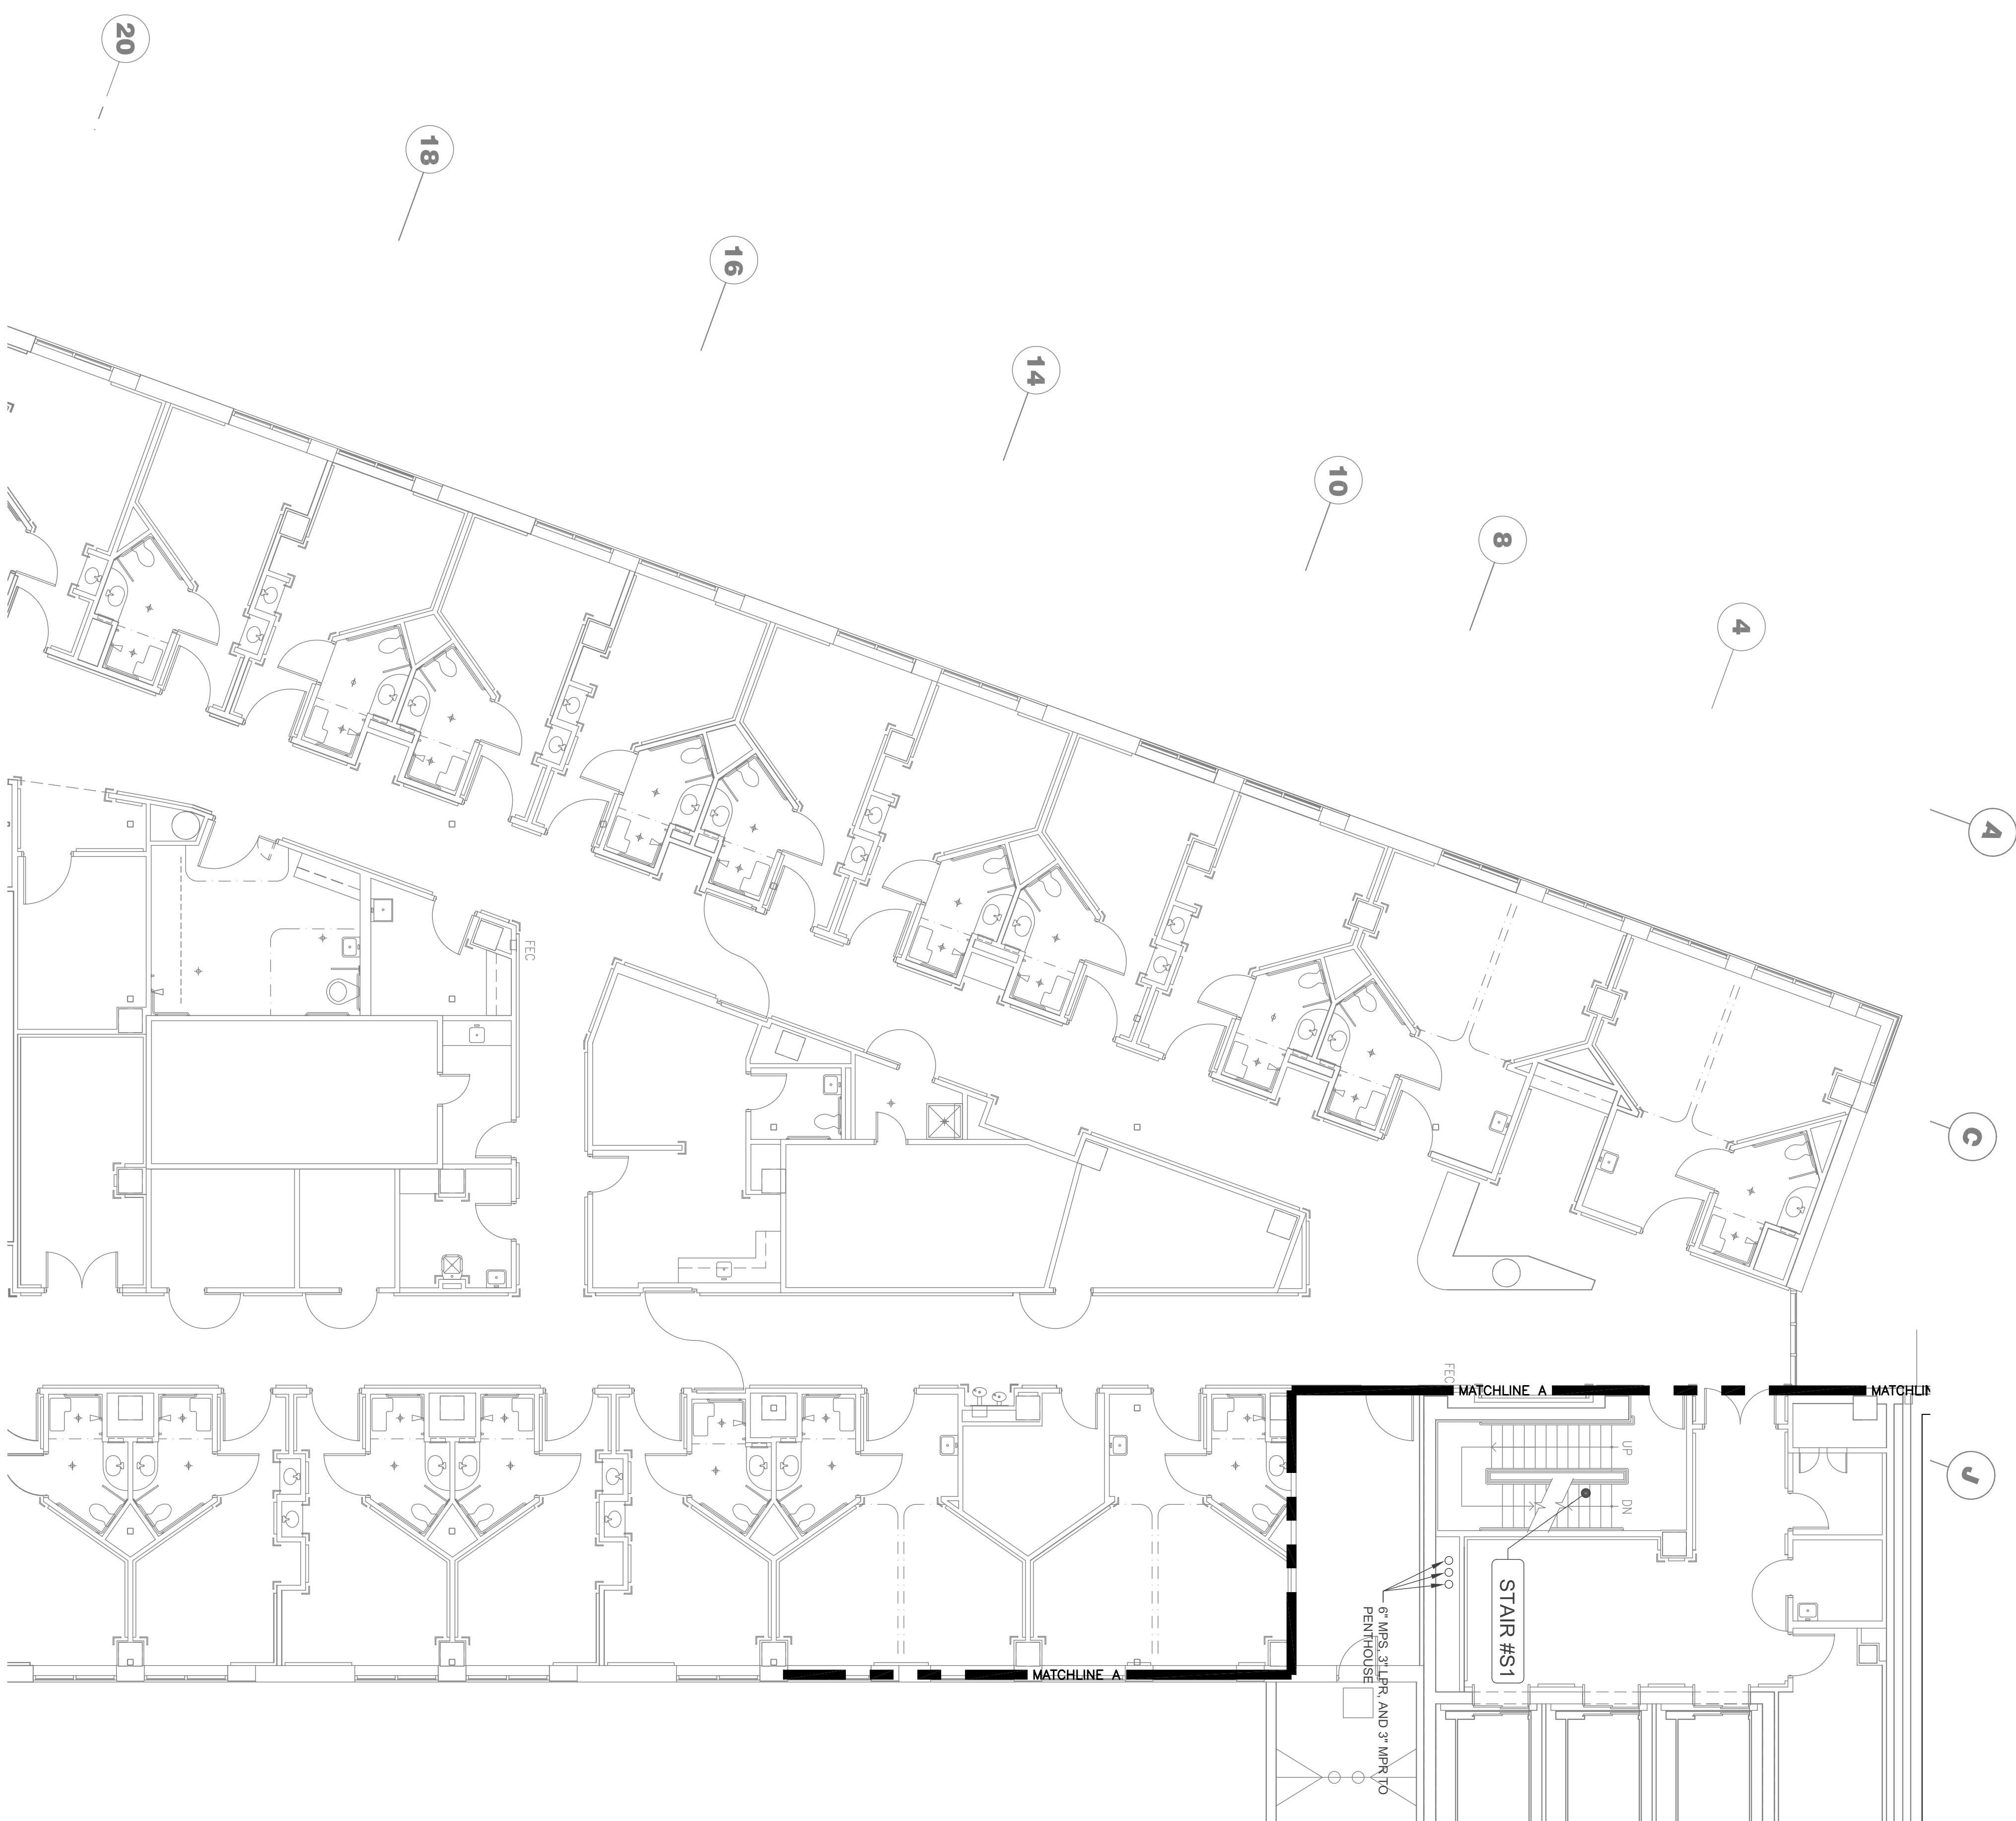 20
18
16
14
10
8
4
A
C
J
FEC
FEC
MATCHLINE A
MATCHLIN
UP
DN
STAIR #S1
6" MPS, 3" LPR, AND 3" MPR TO
PENTHOUSE
MATCHLINE A